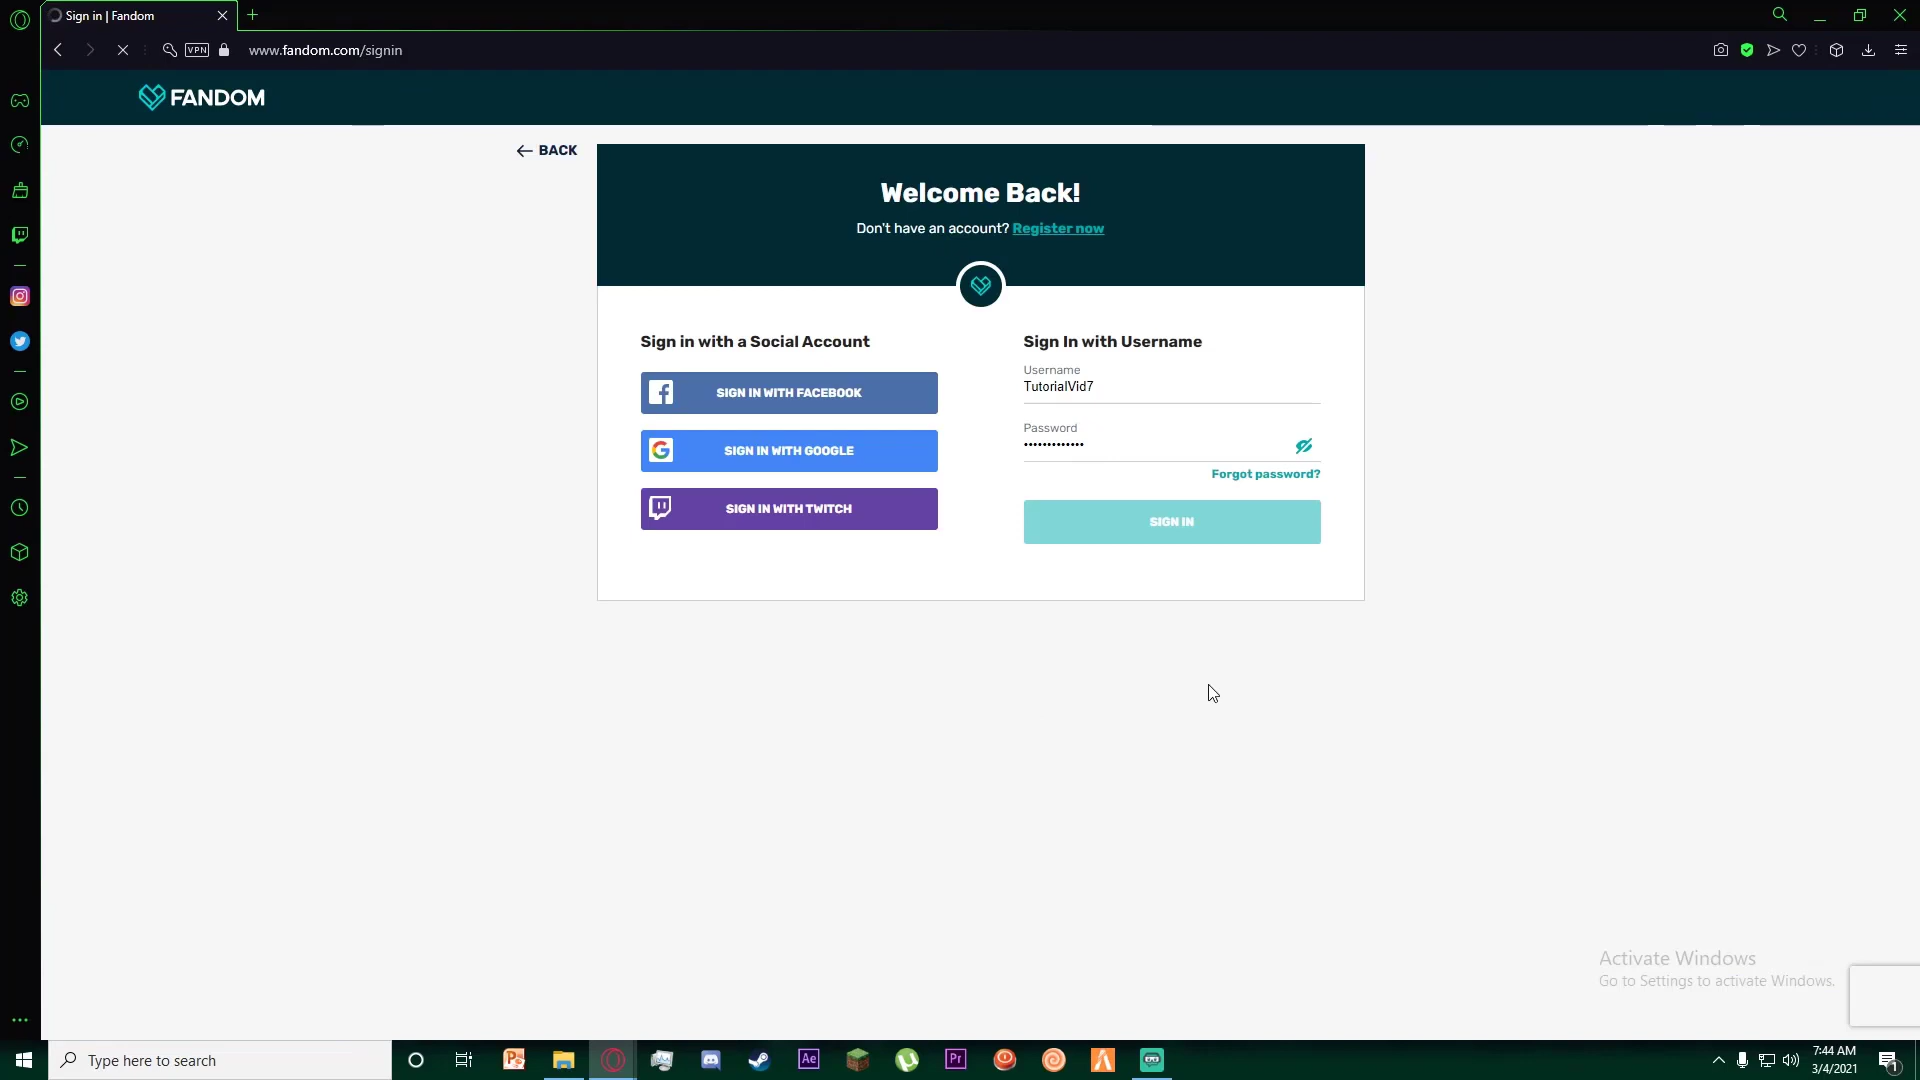 Sign in | Fandom
VPN
www.fandom.com/signin
FANDOM
BACK
Welcome Back!
Don't have an account? Register now
Sign in with a Social Account
SIGN IN WITH FACEBOOK
SIGN IN WITH GOOGLE
SIGN IN WITH TWITCH
Sign In with Username
Username
TutorialVid7
Password
••••••••••••
Forgot password?
SIGN IN
Activate Windows
Go to Settings to activate Windows.
Type here to search
Ae
Pr
7:44 AM
3/4/2021
1